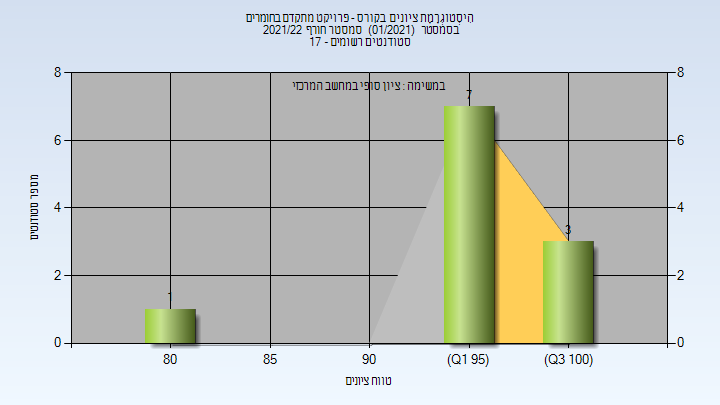 היסטוגרמת ציונים בקורס - פרויקט מתקדם בחומרים
בסמסטר (01/2021) סמסטר חורף 2021/22
סטודנטים רשומים - 17
במשימה : ציון סופי במחשב המרכזי
8 8
7
6 6
מספר סטודנטים
4 4
3
2 2
1
0 0
80 85 90 (Q1 95) (Q3 100)
טווח ציונים